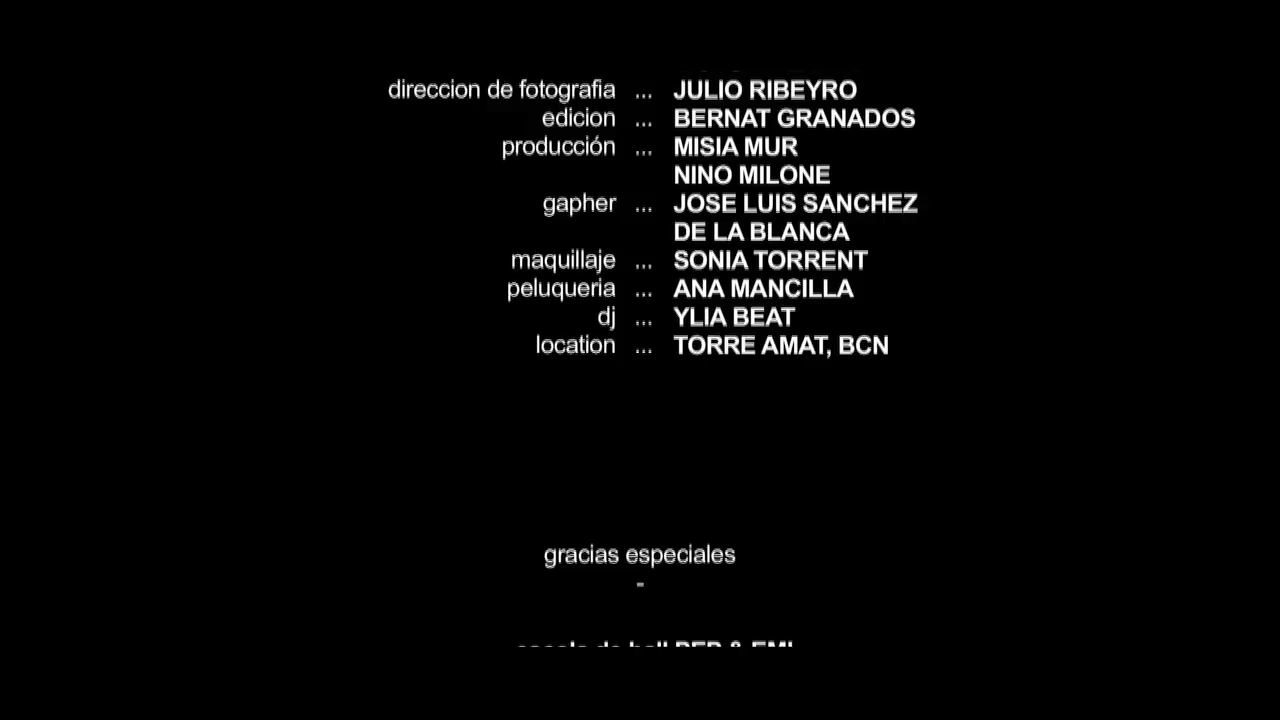 direccion de fotografia ... JULIO RIBEYRO
edicion ... BERNAT GRANADOS
producción ... MISIA MUR
NINO MILONE
gapher ... JOSE LUIS SANCHEZ
DE LA BLANCA
maquillaje ... SONIA TORRENT
peluqueria ... ANA MANCILLA
dj ... YLIA BEAT
location ... TORRE AMAT, BCN
gracias especiales
-